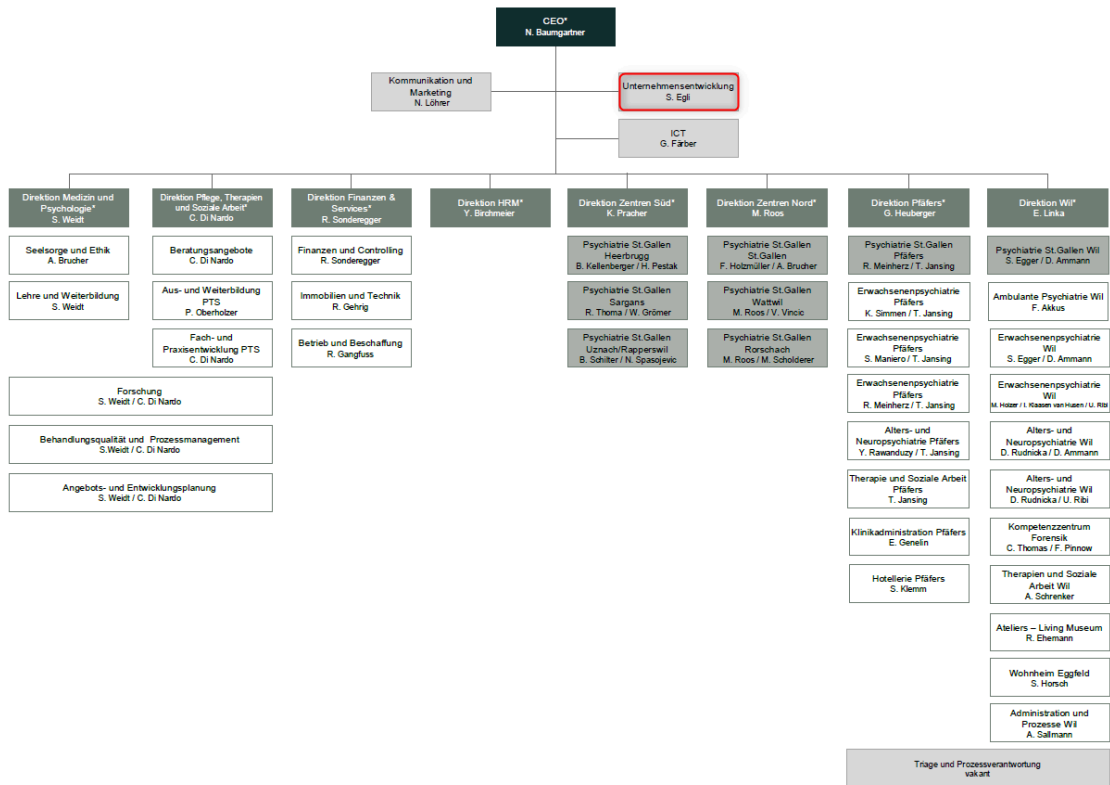 CEO*
N. Baumgartner
Kommunikation und
Marketing
N. Löhrer
Unternehmensentwicklung
S. Egli
ICT
G. Färber
Direktion Medizin und
Psychologie*
S. Weidt
Seelsorge und Ethik
A. Brucher
Lehre und Weiterbildung
S. Weidt
Direktion Pflege, Therapien
und Soziale Arbeit*
C. Di Nardo
Beratungsangebote
C. Di Nardo
Aus- und Weiterbildung
PTS
P. Oberholzer
Fach- und
Praxisentwicklung PTS
C. Di Nardo
Forschung
S. Weidt / C. Di Nardo
Behandlungsqualität und Prozessmanagement
S.Weidt / C. Di Nardo
Angebots- und Entwicklungsplanung
S. Weidt / C. Di Nardo
Direktion Finanzen &
Services*
R. Sonderegger
Finanzen und Controlling
R. Sonderegger
Immobilien und Technik
R. Gehrig
Betrieb und Beschaffung
R. Gangfuss
Direktion HRM*
Y. Birchmeier
Direktion Zentren Süd*
K. Pracher
Psychiatrie St.Gallen
Heerbrugg
B. Kellenberger / H. Pestak
Psychiatrie St.Gallen
Sargans
R. Thoma / W. Grömer
Psychiatrie St.Gallen
Uznach/Rapperswil
B. Schilter / N. Spasojevic
Direktion Zentren Nord*
M. Roos
Psychiatrie St.Gallen
St.Gallen
F. Holzmüller / A. Brucher
Psychiatrie St.Gallen
Wattwil
M. Roos / V. Vincic
Psychiatrie St.Gallen
Rorschach
M. Roos / M. Scholderer
Direktion Pfäfers*
G. Heuberger
Psychiatrie St.Gallen
Pfäfers
R. Meinherz / T. Jansing
Erwachsenenpsychiatrie
Pfäfers
K. Simmen / T. Jansing
Erwachsenenpsychiatrie
Pfäfers
S. Maniero / T. Jansing
Erwachsenenpsychiatrie
Pfäfers
R. Meinherz / T. Jansing
Alters- und
Neuropsychiatrie Pfäfers
Y. Rawanduzy / T. Jansing
Therapie und Soziale Arbeit
Pfäfers
T. Jansing
Klinikadministration Pfäfers
E. Genelin
Hotellerie Pfäfers
S. Klemm
Direktion Wil*
E. Linka
Psychiatrie St.Gallen Wil
S. Egger / D. Ammann
Ambulante Psychiatrie Wil
F. Akkus
Erwachsenenpsychiatrie
Wil
S. Egger / D. Ammann
Erwachsenenpsychiatrie
Wil
M. Holzer / I. Klaasen van Husen / U. Ribi
Alters- und
Neuropsychiatrie Wil
D. Rudnicka / D. Ammann
Alters- und
Neuropsychiatrie Wil
D. Rudnicka / U. Ribi
Kompetenzzentrum
Forensik
C. Thomas / F. Pinnow
Therapien und Soziale
Arbeit Wil
A. Schrenker
Ateliers – Living Museum
R. Ehemann
Wohnheim Eggfeld
S. Horsch
Administration und
Prozesse Wil
A. Sallmann
Triage und Prozessverantwortung
vakant